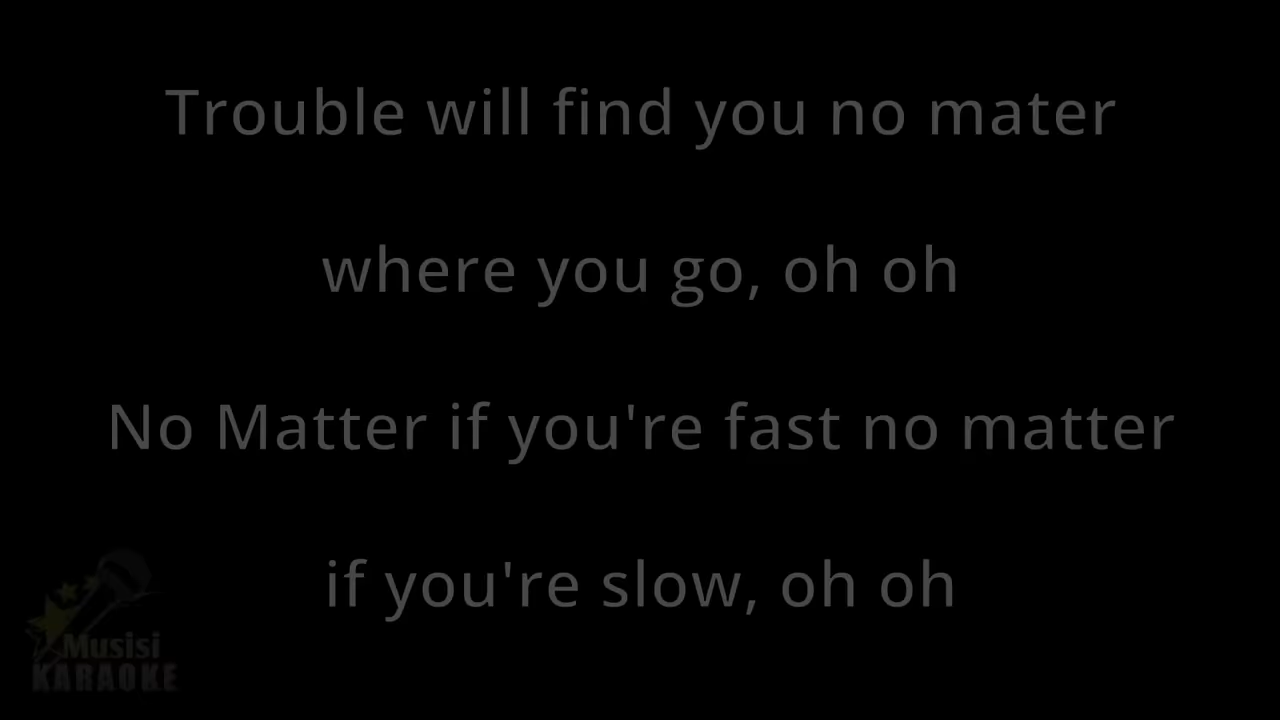 Trouble will find you no mater
where you go, oh oh
No Matter if you're fast no matter
if you're slow, oh oh
Musisi
KARAOKE